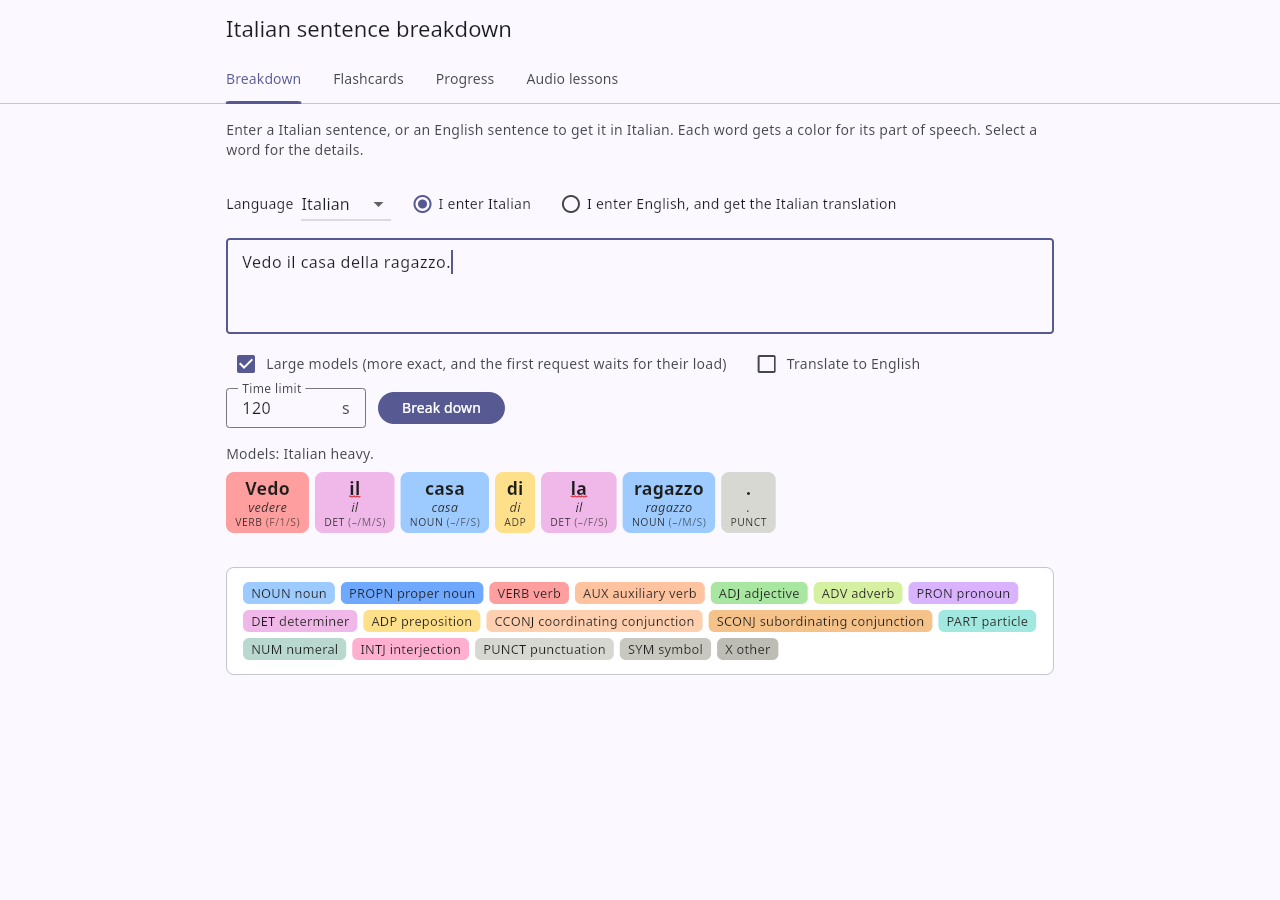 Italian sentence breakdown
Breakdown Flashcards Progress Audio lessons
Enter a Italian sentence, or an English sentence to get it in Italian. Each word gets a color for its part of speech. Select a
word for the details.
Language Italian I enter Italian I enter English, and get the Italian translation
Vedo il casa della ragazzo.
Large models (more exact, and the first request waits for their load) Translate to English
Time limit
120 s Break down
Models: Italian heavy.
Vedo il casa di la ragazzo .
vedere il casa di il ragazzo .
VERB (F/1/S) DET (–/M/S) NOUN (–/F/S) ADP DET (–/F/S) NOUN (–/M/S) PUNCT
NOUN noun PROPN proper noun VERB verb AUX auxiliary verb ADJ adjective ADV adverb PRON pronoun
DET determiner ADP preposition CCONJ coordinating conjunction SCONJ subordinating conjunction PART particle
NUM numeral INTJ interjection PUNCT punctuation SYM symbol X other